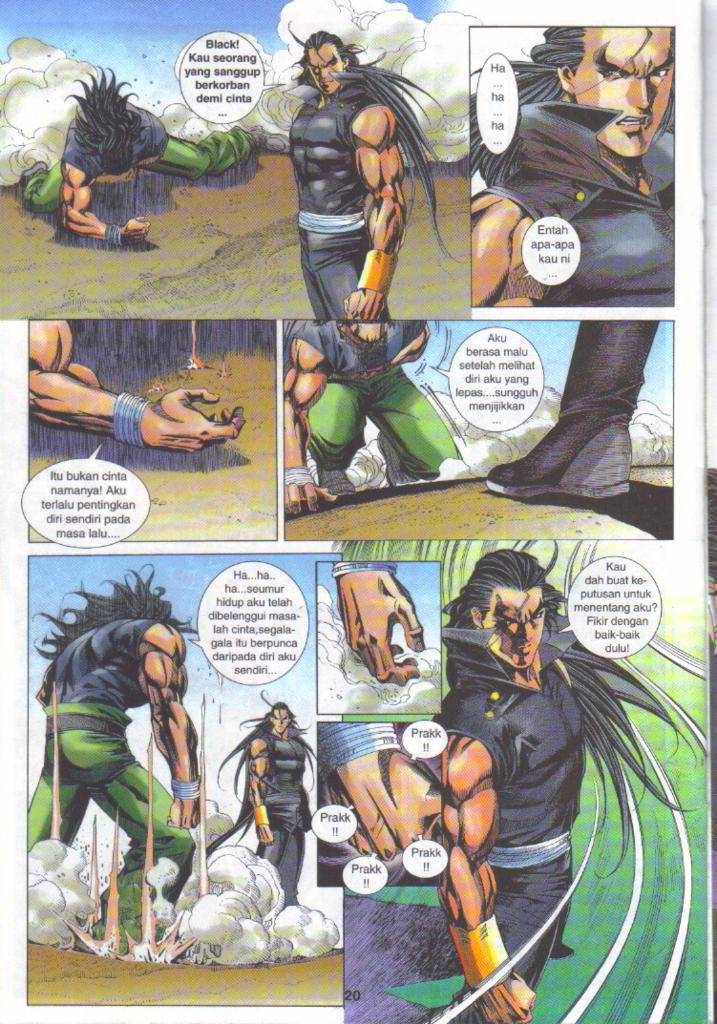 Black!
Kau seorang
yang sanggup
berkorban
demi cinta
...
Ha
...
ha
...
ha
...
Entah
apa-apa
kau ni
...
Itu bukan cinta
namanya! Aku
terlalu pentingkan
diri sendiri pada
masa lalu....
Aku
berasa malu
setelah melihat
diri aku yang
lepas....sungguh
menjijikkan
...
Ha...ha..
ha...seumur
hidup aku telah
dibelenggui masa-
lah cinta,segala-
gala itu berpunca
daripada diri aku
sendiri...
Kau
dah buat ke-
putusan untuk
menentang aku?
Fikir dengan
baik-baik
dulu!
Prakk
!!
Prakk
!!
Prakk
!!
Prakk
!!
20